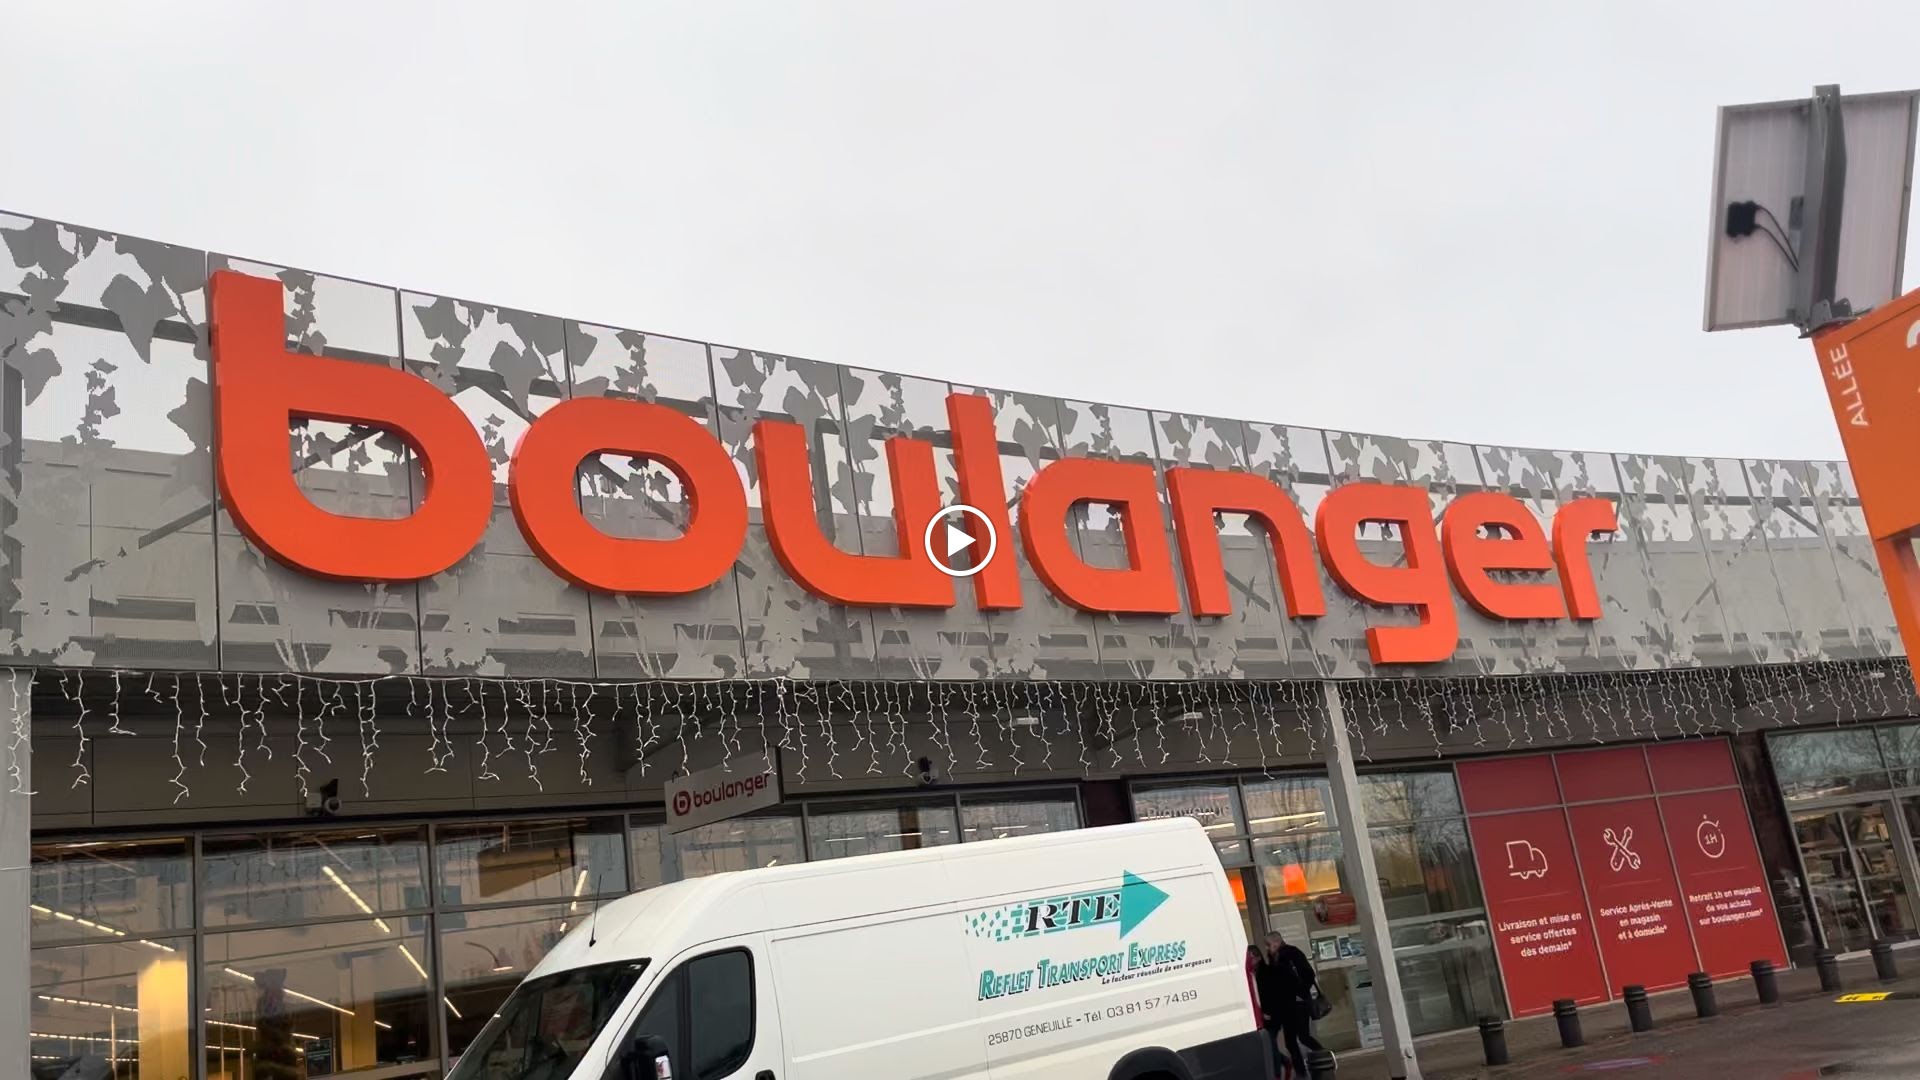 boulanger
ALLÉE
boulanger
RTE
REFLET TRANSPORT EXPRESS
Le facteur réussite de vos urgences
25870 GENEUILLE - Tél. 03 81.57.74.89
Livraison et mise en
service offertes
dès demain*
Service Après-Vente
en magasin
et à domicile*
1H
Retrait 1h en magasin
de vos achats
sur boulanger.com*